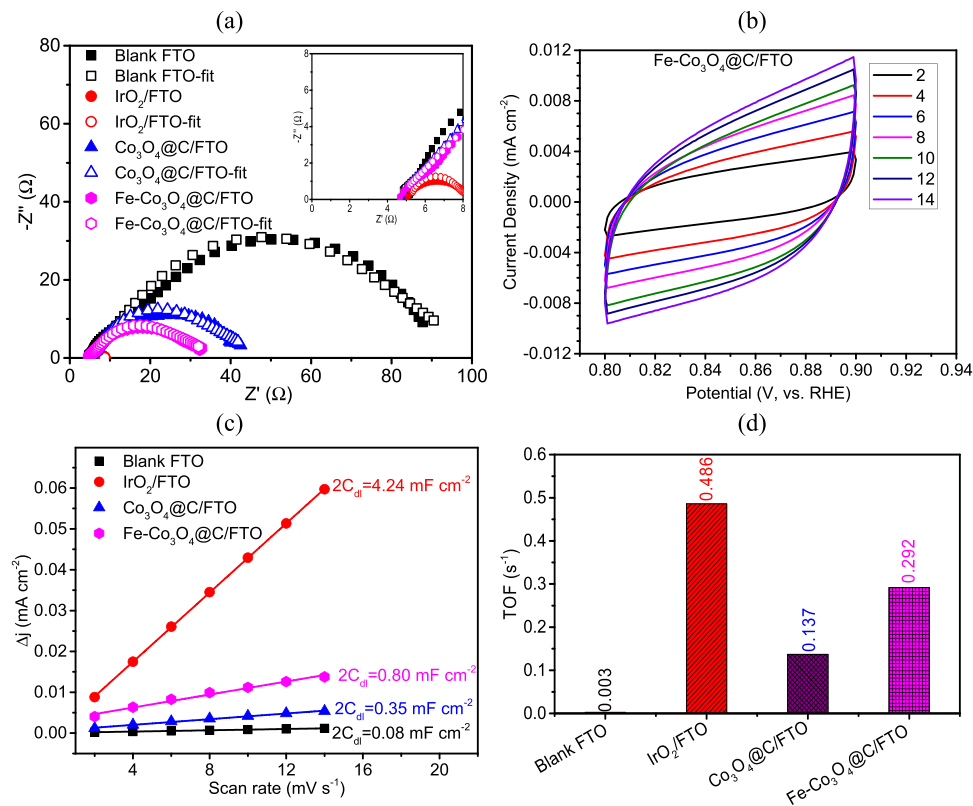 (a)
-80
-60
-40
-20
0
0
20
40
60
80
100
-Z" (Ω)
Z' (Ω)
Blank FTO
Blank FTO-fit
IrO₂/FTO
IrO₂/FTO-fit
Co₃O₄@C/FTO
Co₃O₄@C/FTO-fit
Fe-Co₃O₄@C/FTO
Fe-Co₃O₄@C/FTO-fit
-8
-6
-4
-2
0
0
2
4
6
8
-Z" (Ω)
Z' (Ω)
(b)
Fe-Co₃O₄@C/FTO
2
4
6
8
10
12
14
0.012
0.008
0.004
0.000
-0.004
-0.008
-0.012
0.80
0.82
0.84
0.86
0.88
0.90
0.92
0.94
Current Density (mA cm⁻²)
Potential (V, vs. RHE)
(c)
Blank FTO
IrO₂/FTO
Co₃O₄@C/FTO
Fe-Co₃O₄@C/FTO
2Cdl=4.24 mF cm⁻²
2Cdl=0.80 mF cm⁻²
2Cdl=0.35 mF cm⁻²
2Cdl=0.08 mF cm⁻²
0.06
0.05
0.04
0.03
0.02
0.01
0.00
4
8
12
16
20
Δj (mA cm⁻²)
Scan rate (mV s⁻¹)
(d)
0.6
0.5
0.4
0.3
0.2
0.1
0.0
TOF (s⁻¹)
0.003
0.486
0.137
0.292
Blank FTO
IrO₂/FTO
Co₃O₄@C/FTO
Fe-Co₃O₄@C/FTO